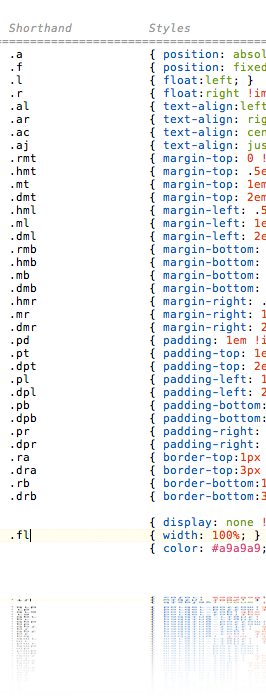 Shorthand Styles
.a { position: absol
.f { position: fixed
.l { float:left; }
.r { float:right !im
.al { text-align:left
.ar { text-align: rig
.ac { text-align: cen
.aj { text-align: jus
.rmt { margin-top: 0 !
.hmt { margin-top: .5e
.mt { margin-top: 1em
.dmt { margin-top: 2em
.hml { margin-left: .5
.ml { margin-left: 1e
.dml { margin-left: 2e
.rmb { margin-bottom:
.hmb { margin-bottom:
.mb { margin-bottom:
.dmb { margin-bottom:
.hmr { margin-right: .
.mr { margin-right: 1
.dmr { margin-right: 2
.pd { padding: 1em !i
.pt { padding-top: 1e
.dpt { padding-top: 2e
.pl { padding-left: 1
.dpl { padding-left: 2
.pb { padding-bottom:
.dpb { padding-bottom:
.pr { padding-right:
.dpr { padding-right:
.ra { border-top:1px
.dra { border-top:3px
.rb { border-bottom:1
.drb { border-bottom:3
{ display: none !
.fl { width: 100%; }
{ color: #a9a9a9;